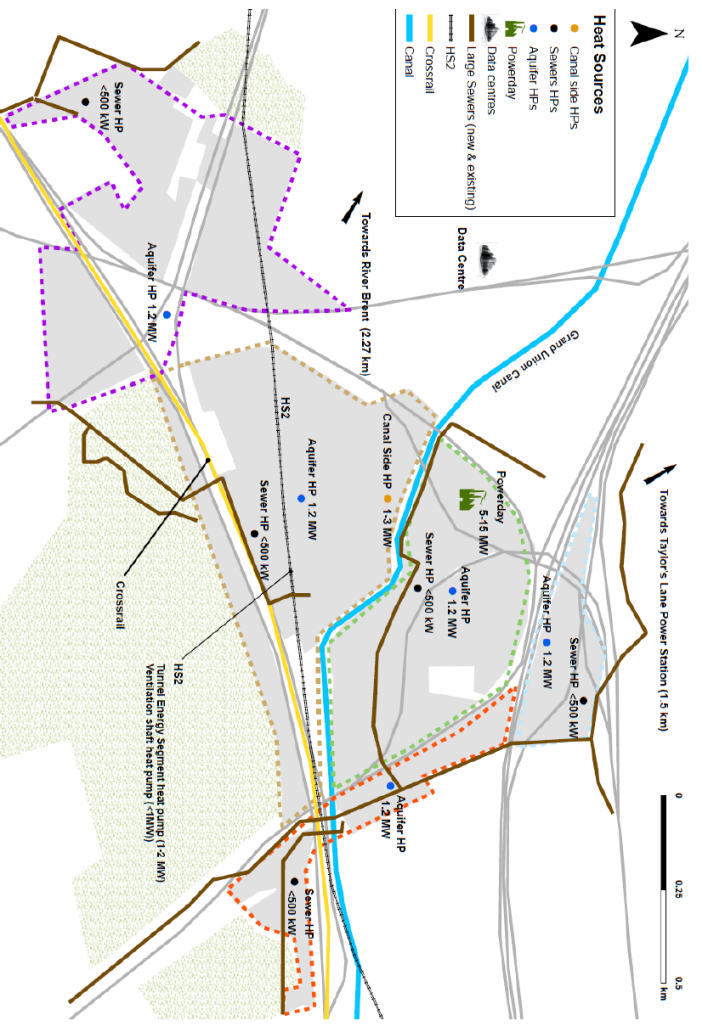 N
Heat Sources
Canal side HPs
Sewers HPs
Aquifer HPs
Powerday
Data centres
Large Sewers (new & existing)
HS2
Crossrail
Canal
Data Centre
Grand Union Canal
Towards River Brent (2.27 km)
Towards Taylor's Lane Power Station (1.5 km)
Sewer HP
<500 kW
Aquifer HP 1.2 MW
HS2
Canal Side HP 1-3 MW
Aquifer HP 1.2 MW
Sewer HP <500 kW
Powerday
5-15 MW
Aquifer HP
1.2 MW
Sewer HP <500 kW
Aquifer HP 1.2 MW
Sewer HP
<500 kW
Aquifer HP
1.2 MW
Sewer HP
<500 kW
Crossrail
HS2
Tunnel Energy Segment heat pump (1-2 MW)
Ventilation shaft heat pump (<1MW))
0 0.25 0.5
km